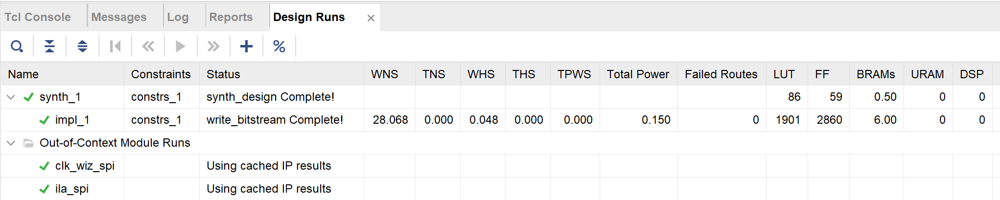 Tcl Console Messages Log Reports Design Runs
Name Constraints Status WNS TNS WHS THS TPWS Total Power Failed Routes LUT FF BRAMs URAM DSP
synth_1 constrs_1 synth_design Complete! 86 59 0.50 0 0
impl_1 constrs_1 write_bitstream Complete! 28.068 0.000 0.048 0.000 0.000 0.150 0 1901 2860 6.00 0 0
Out-of-Context Module Runs
clk_wiz_spi Using cached IP results
ila_spi Using cached IP results